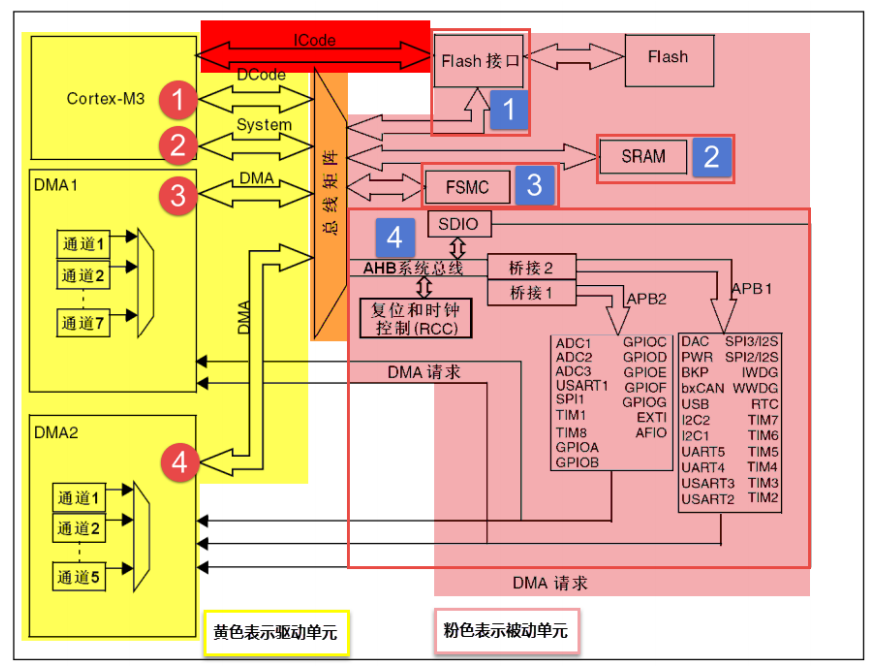 ICode
Cortex-M3
1
DCode
2
System
Flash 接口
1
Flash
SRAM
2
DMA1
3
DMA
总线矩阵
FSMC
3
通道1
通道2
通道7
SDIO
4
AHB系统总线
桥接 2
桥接 1
复位和时钟
控制(RCC)
APB2
APB1
DMA
DMA 请求
ADC1 GPIOC
ADC2 GPIOD
ADC3 GPIOE
USART1 GPIOF
SPI1 GPIOG
TIM1 EXTI
TIM8 AFIO
GPIOA
GPIOB
DAC SPI3/I2S
PWR SPI2/I2S
BKP IWDG
bxCAN WWDG
USB RTC
I2C2 TIM7
I2C1 TIM6
UART5 TIM5
UART4 TIM4
USART3 TIM3
USART2 TIM2
DMA2
4
通道1
通道2
通道5
DMA 请求
黄色表示驱动单元
粉色表示被动单元